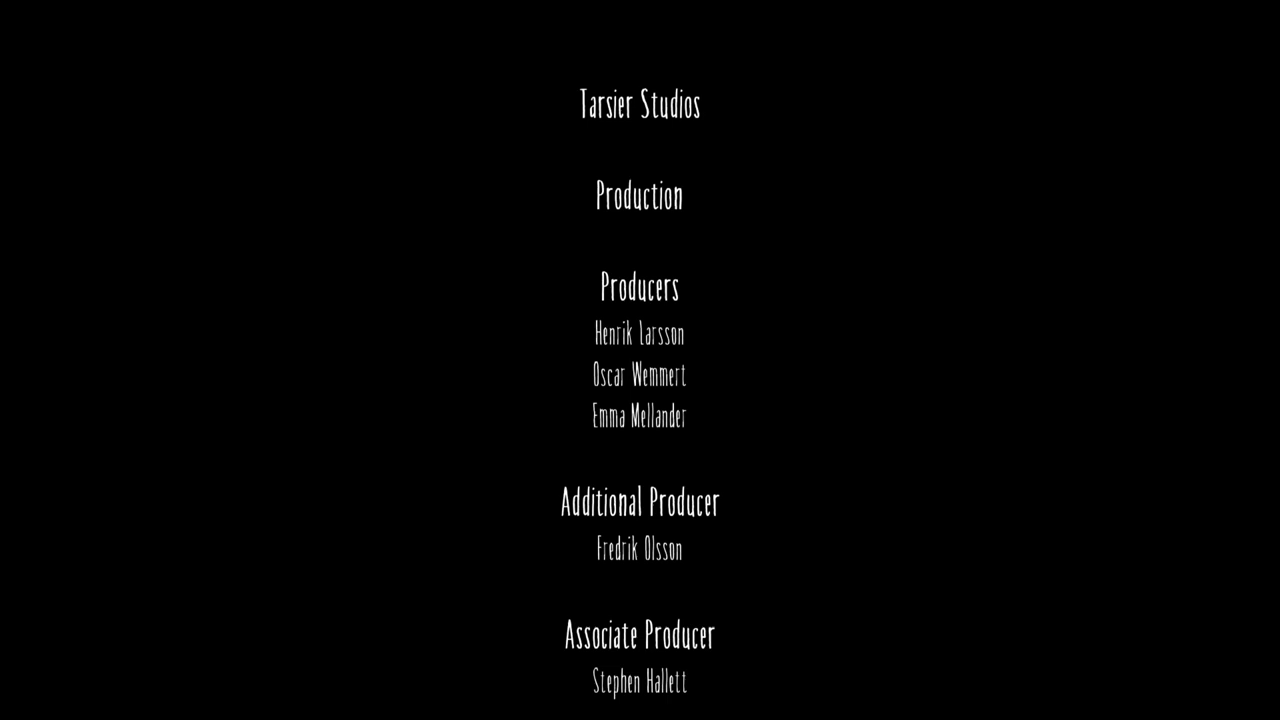 Tarsier Studios
Production
Producers
Henrik Larsson
Oscar Wemmert
Emma Mellander
Additional Producer
Fredrik Olsson
Associate Producer
Stephen Hallett